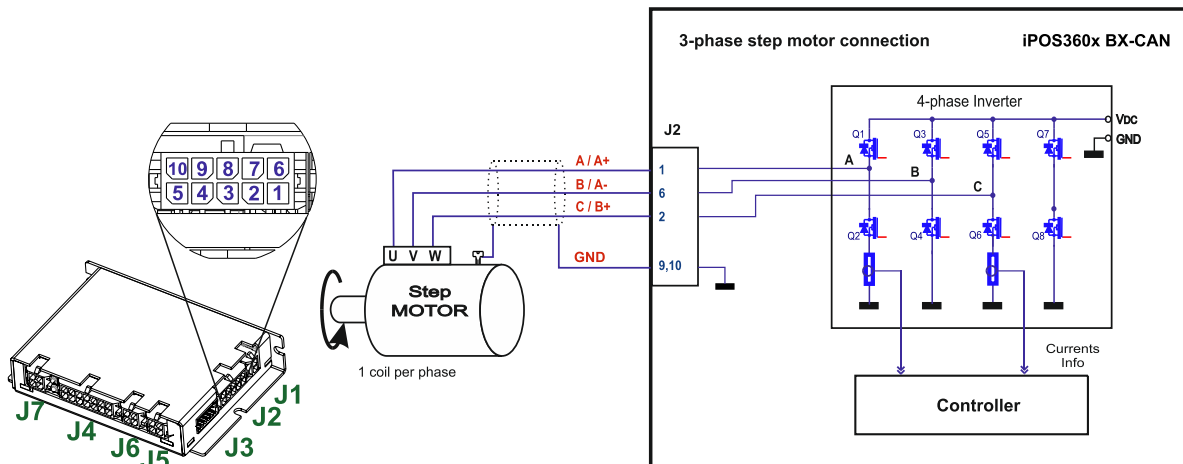 3-phase step motor connection
iPOS360x BX-CAN
4-phase Inverter
VDC
GND
Q1
Q3
Q5
Q7
J2
A
B
C
Q2
Q4
Q6
Q8
A / A+
B / A-
C / B+
GND
1
6
2
9,10
10 9 8 7 6
5 4 3 2 1
U V W
Step
MOTOR
1 coil per phase
Currents
Info
Controller
J1
J2
J3
J7
J4
J6
J5